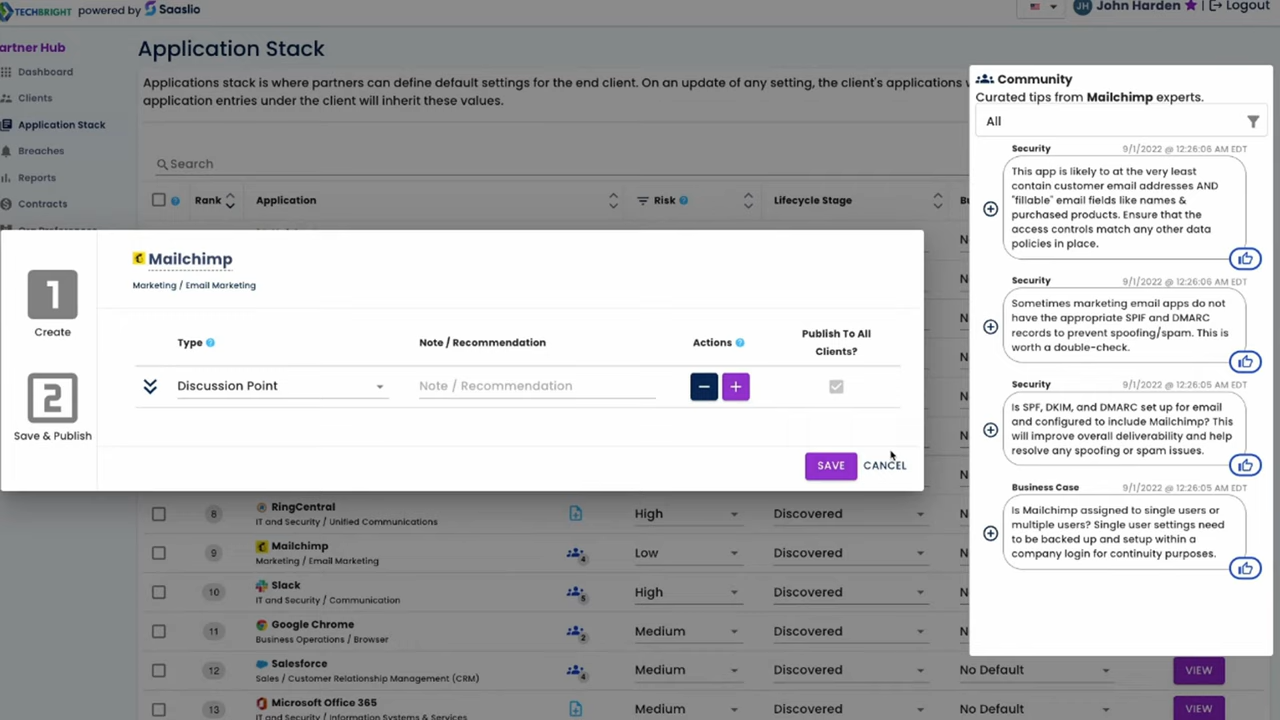 TECHBRIGHT powered by Saaslio
John Harden
Logout
artner Hub
Dashboard
Clients
Application Stack
Breaches
Reports
Contracts
Org Preferences
Application Stack
Applications stack is where partners can define default settings for the end client. On an update of any setting, the client's applications
application entries under the client will inherit these values.
Search
Rank
Application
Risk
Lifecycle Stage
1
Create
2
Save & Publish
Mailchimp
Marketing / Email Marketing
Type
Note / Recommendation
Actions
Publish To All
Clients?
Discussion Point
Note / Recommendation
SAVE
CANCEL
8
RingCentral
IT and Security / Unified Communications
High
Discovered
9
Mailchimp
Marketing / Email Marketing
4
Low
Discovered
10
Slack
IT and Security / Communication
5
High
Discovered
11
Google Chrome
Business Operations / Browser
2
Medium
Discovered
12
Salesforce
Sales / Customer Relationship Management (CRM)
4
Medium
Discovered
No Default
VIEW
13
Microsoft Office 365
IT and Security / Information Systems & Services
Medium
Discovered
No Default
VIEW
Community
Curated tips from Mailchimp experts.
All
Security 9/1/2022 @ 12:26:06 AM EDT
This app is likely to at the very least
contain customer email addresses AND
"fillable" email fields like names &
purchased products. Ensure that the
access controls match any other data
policies in place.
Security 9/1/2022 @ 12:26:06 AM EDT
Sometimes marketing email apps do not
have the appropriate SPIF and DMARC
records to prevent spoofing/spam. This is
worth a double-check.
Security 9/1/2022 @ 12:26:05 AM EDT
Is SPF, DKIM, and DMARC set up for email
and configured to include Mailchimp? This
will improve overall deliverability and help
resolve any spoofing or spam issues.
Business Case 9/1/2022 @ 12:26:05 AM EDT
Is Mailchimp assigned to single users or
multiple users? Single user settings need
to be backed up and setup within a
company login for continuity purposes.